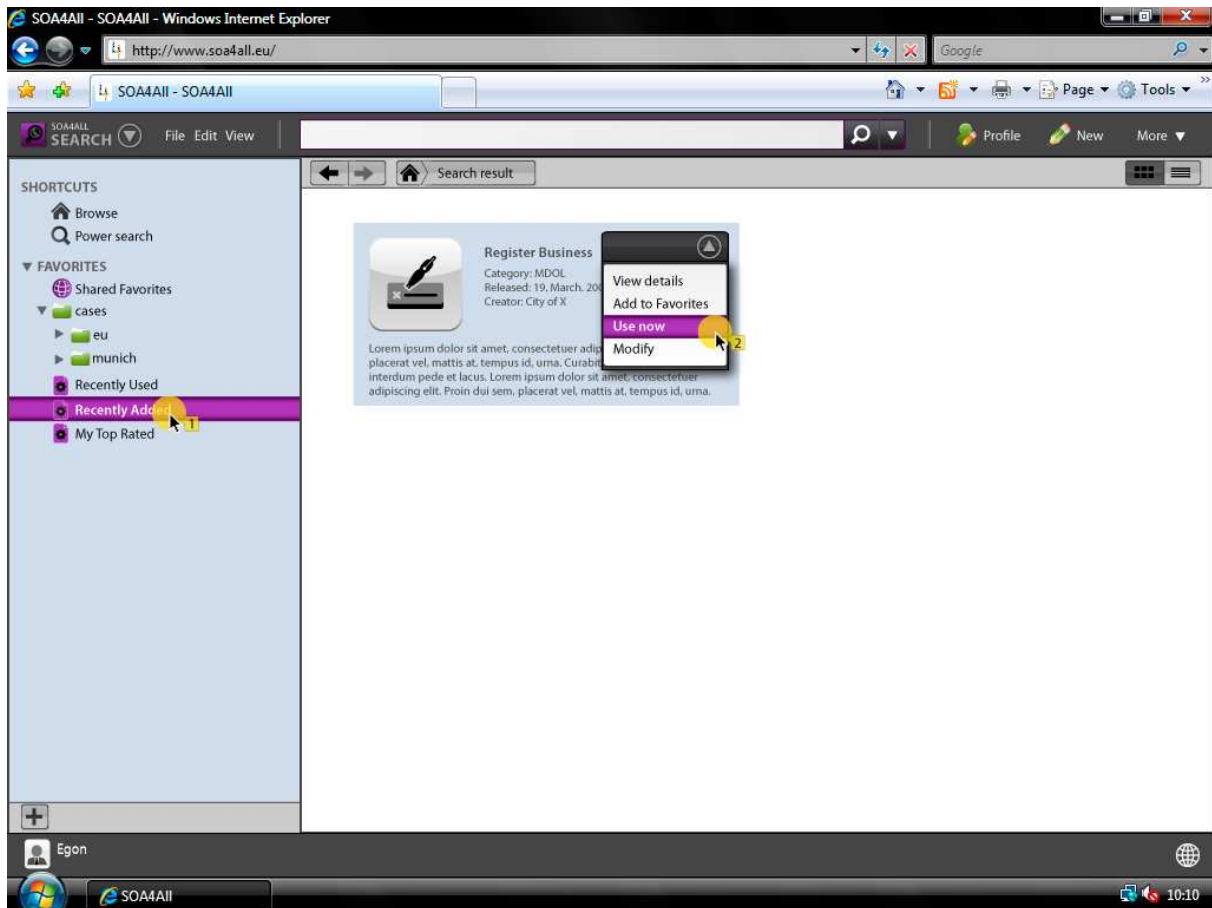 SOA4All - SOA4All - Windows Internet Explorer
http://www.soa4all.eu/
Google
SOA4All - SOA4All
Page
Tools
SOA4ALL
SEARCH
File Edit View
Profile
New
More
Search result
SHORTCUTS
Browse
Power search
FAVORITES
Shared Favorites
cases
eu
munich
Recently Used
Recently Added
1
My Top Rated
Register Business
Category: MDOL
Released: 19. March. 200
Creator: City of X
View details
Add to Favorites
Use now
2
Modify
Lorem ipsum dolor sit amet, consectetuer adip
placerat vel, mattis at, tempus id, urna. Curabit
interdum pede et lacus. Lorem ipsum dolor sit amet, consectetuer
adipiscing elit. Proin dui sem, placerat vel, mattis at, tempus id, urna.
Egon
SOA4All
10:10